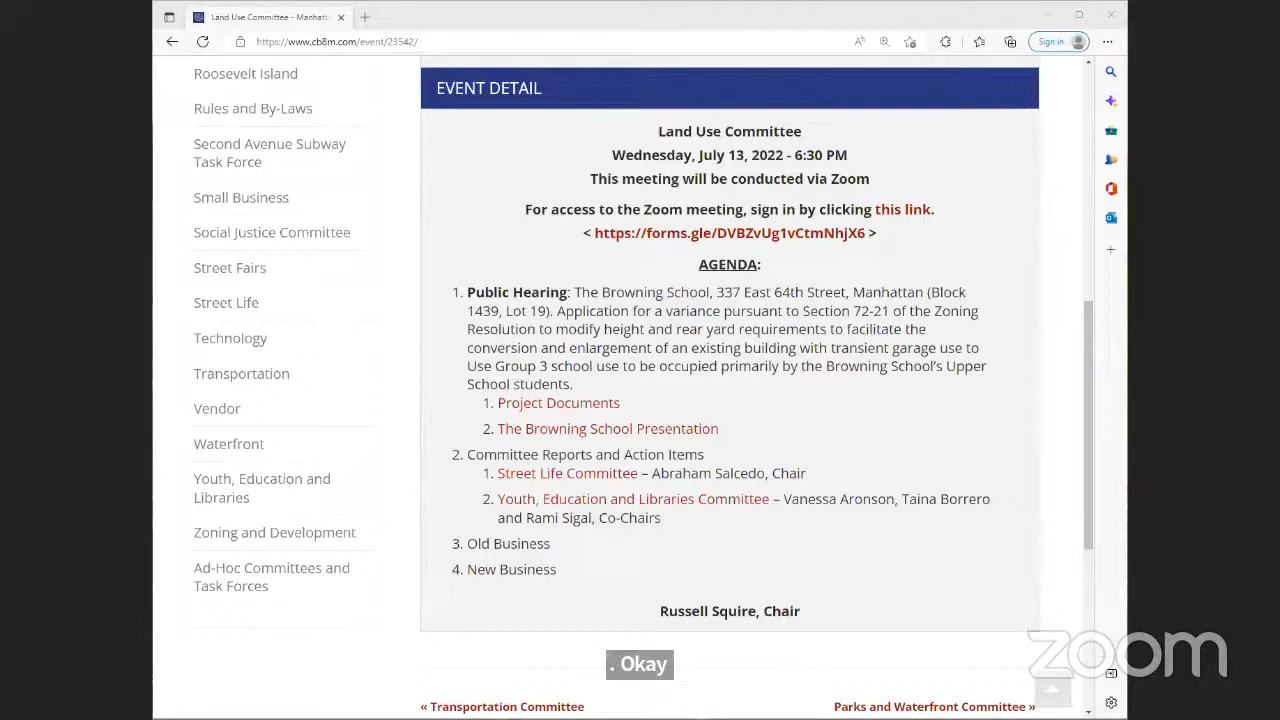 Land Use Committee – Manhatt
https://www.cb8m.com/event/23542/
Sign in
Roosevelt Island
Rules and By-Laws
Second Avenue Subway
Task Force
Small Business
Social Justice Committee
Street Fairs
Street Life
Technology
Transportation
Vendor
Waterfront
Youth, Education and
Libraries
Zoning and Development
Ad-Hoc Committees and
Task Forces
EVENT DETAIL
Land Use Committee
Wednesday, July 13, 2022 - 6:30 PM
This meeting will be conducted via Zoom
For access to the Zoom meeting, sign in by clicking this link.
< https://forms.gle/DVBZvUg1vCtmNhjX6 >
AGENDA:
1. Public Hearing: The Browning School, 337 East 64th Street, Manhattan (Block
1439, Lot 19). Application for a variance pursuant to Section 72-21 of the Zoning
Resolution to modify height and rear yard requirements to facilitate the
conversion and enlargement of an existing building with transient garage use to
Use Group 3 school use to be occupied primarily by the Browning School's Upper
School students.
1. Project Documents
2. The Browning School Presentation
2. Committee Reports and Action Items
1. Street Life Committee – Abraham Salcedo, Chair
2. Youth, Education and Libraries Committee – Vanessa Aronson, Taina Borrero
and Rami Sigal, Co-Chairs
3. Old Business
4. New Business
Russell Squire, Chair
. Okay
zoom
« Transportation Committee
Parks and Waterfront Committee »